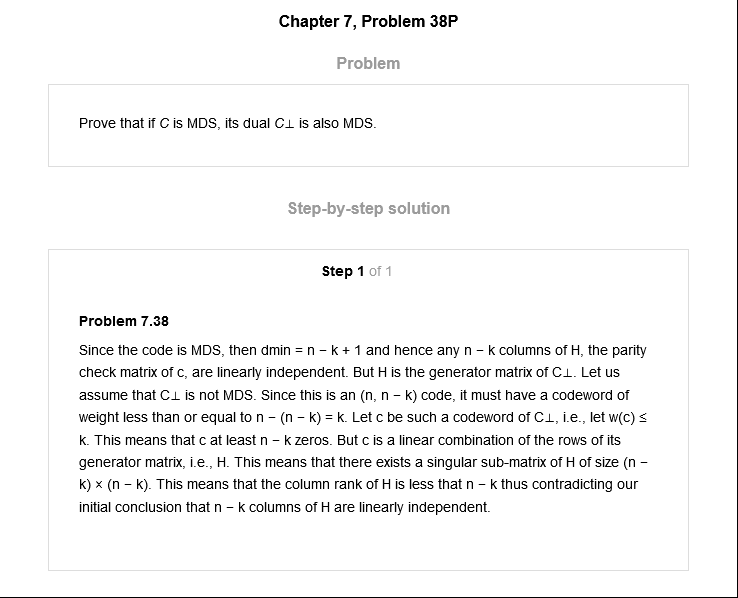 Chapter 7, Problem 38P
Problem
Prove that if C is MDS, its dual C⊥ is also MDS.
Step-by-step solution
Step 1 of 1
Problem 7.38
Since the code is MDS, then dmin = n − k + 1 and hence any n − k columns of H, the parity
check matrix of c, are linearly independent. But H is the generator matrix of C⊥. Let us
assume that C⊥ is not MDS. Since this is an (n, n − k) code, it must have a codeword of
weight less than or equal to n − (n − k) = k. Let c be such a codeword of C⊥, i.e., let w(c) ≤
k. This means that c at least n − k zeros. But c is a linear combination of the rows of its
generator matrix, i.e., H. This means that there exists a singular sub-matrix of H of size (n −
k) × (n − k). This means that the column rank of H is less that n − k thus contradicting our
initial conclusion that n − k columns of H are linearly independent.